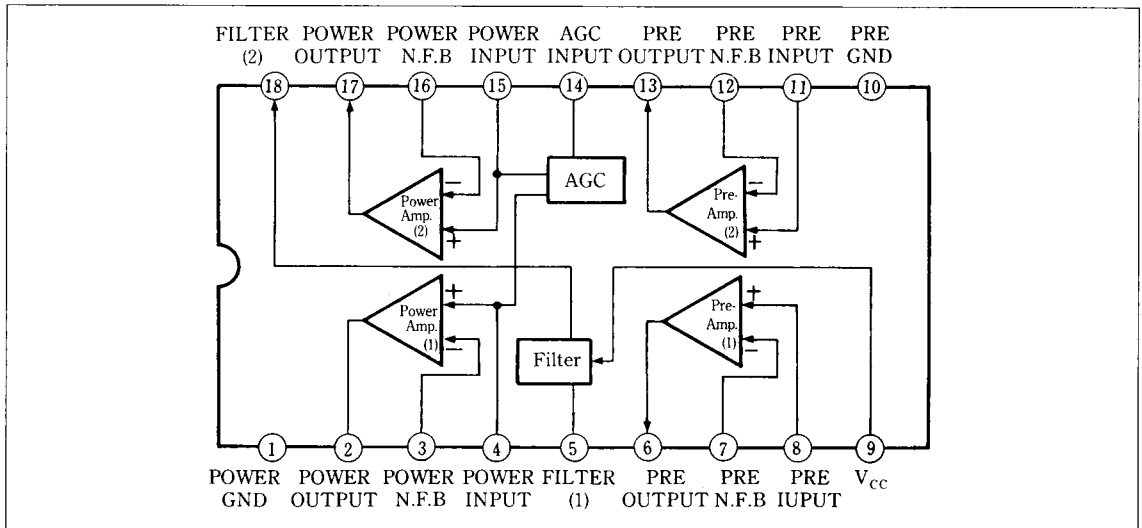 FILTER POWER POWER POWER AGC PRE PRE PRE PRE
(2) OUTPUT N.F.B INPUT INPUT OUTPUT N.F.B INPUT GND
18 17 16 15 14 13 12 11 10
AGC
− −
Power Amp. (2)
Pre-Amp. (2)
+ +
+ +
Power Amp. (1)
Pre-Amp. (1)
− −
Filter
1 2 3 4 5 6 7 8 9
POWER POWER POWER POWER FILTER PRE PRE PRE VCC
GND OUTPUT N.F.B INPUT (1) OUTPUT N.F.B IUPUT